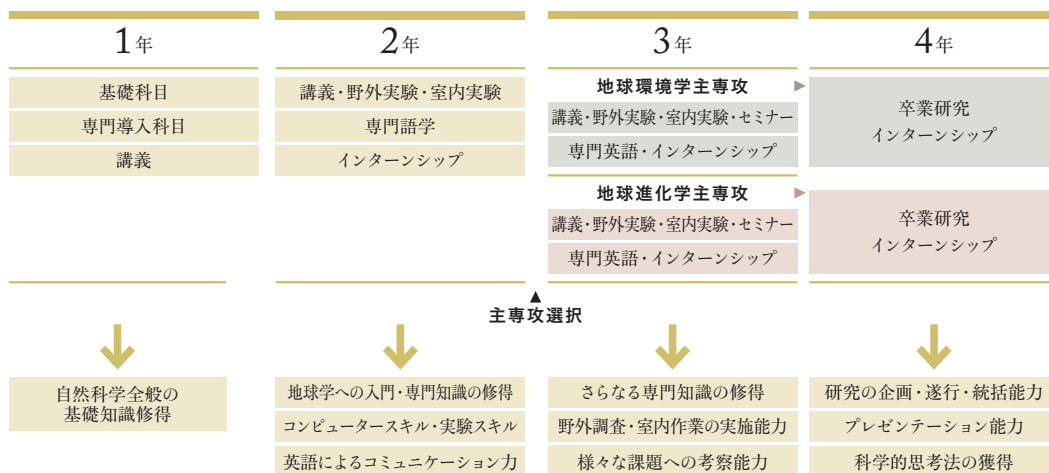 1年
基礎科目
専門導入科目
講義
2年
講義・野外実験・室内実験
専門語学
インターンシップ
3年
地球環境学主専攻
講義・野外実験・室内実験・セミナー
専門英語・インターンシップ
地球進化学主専攻
講義・野外実験・室内実験・セミナー
専門英語・インターンシップ
4年
卒業研究
インターンシップ
卒業研究
インターンシップ
主専攻選択
自然科学全般の
基礎知識修得
地球学への入門・専門知識の修得
コンピュータースキル・実験スキル
英語によるコミュニケーション力
さらなる専門知識の修得
野外調査・室内作業の実施能力
様々な課題への考察能力
研究の企画・遂行・統括能力
プレゼンテーション能力
科学的思考法の獲得